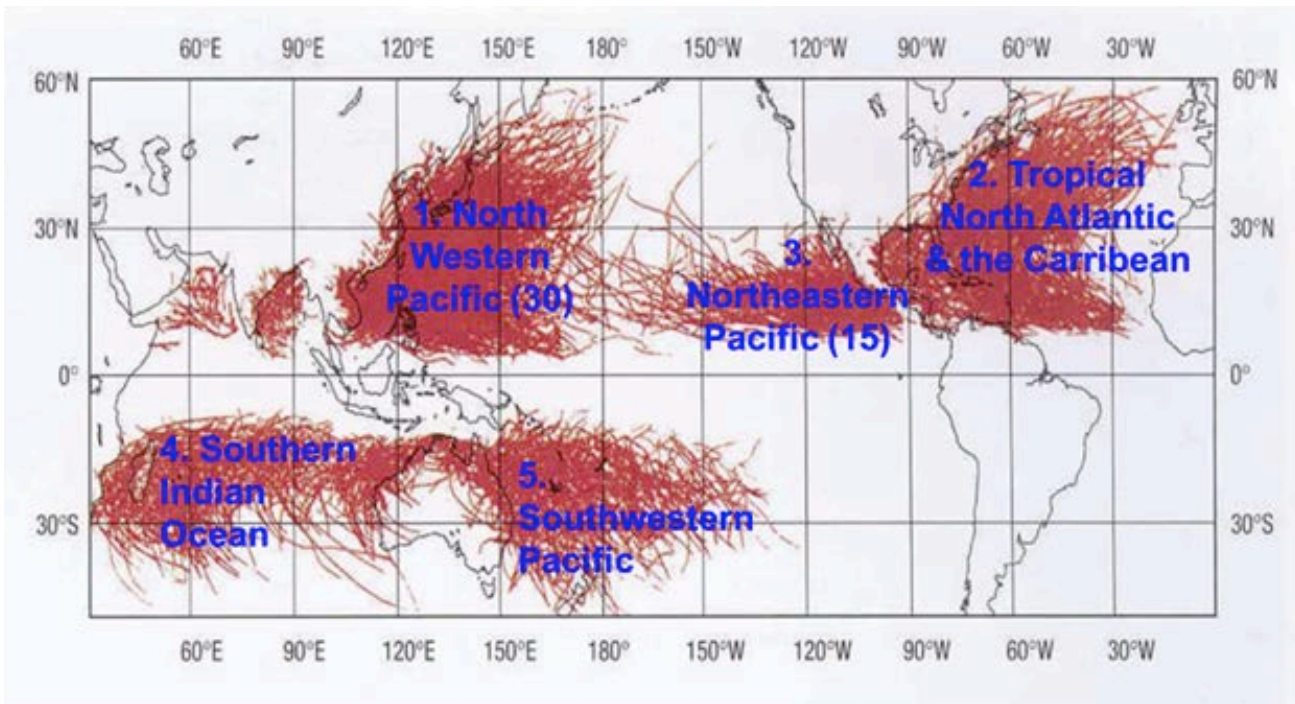 60°E 90°E 120°E 150°E 180° 150°W 120°W 90°W 60°W 30°W
60°N 60°N
1. North
Western
Pacific (30)
2. Tropical
North Atlantic
& the Carribean
3.
Northeastern
Pacific (15)
30°N 30°N
0° 0°
4. Southern
Indian
Ocean
5.
Southwestern
Pacific
30°S 30°S
60°E 90°E 120°E 150°E 180° 150°W 120°W 90°W 60°W 30°W